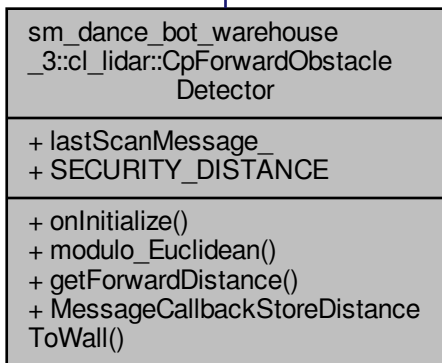 sm_dance_bot_warehouse
_3::cl_lidar::CpForwardObstacle
Detector
+ lastScanMessage_
+ SECURITY_DISTANCE
+ onInitialize()
+ modulo_Euclidean()
+ getForwardDistance()
+ MessageCallbackStoreDistance
ToWall()